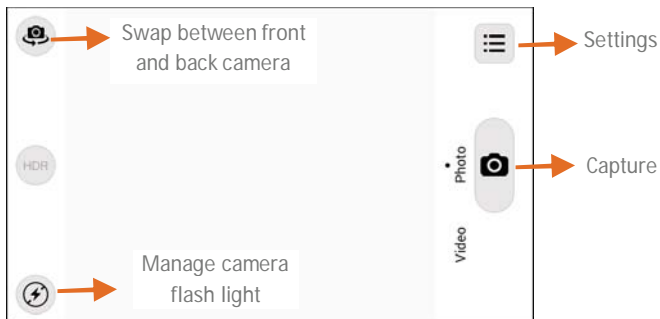 Swap between front
and back camera
Settings
HDR
Photo
Capture
Video
Manage camera
flash light